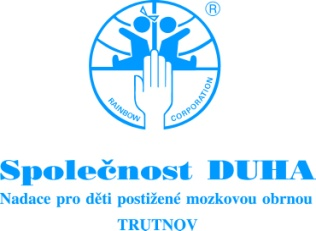 ®
RAINBOW CORPORATION
Společnost DUHA
Nadace pro děti postižené mozkovou obrnou
TRUTNOV